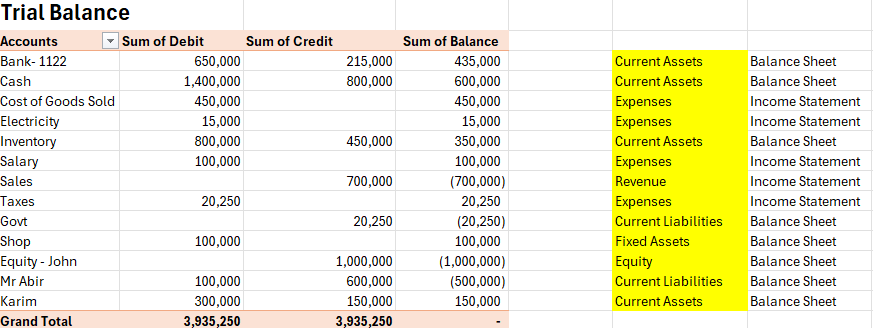 Trial Balance
Accounts Sum of Debit Sum of Credit Sum of Balance
Bank- 1122 650,000 215,000 435,000 Current Assets Balance Sheet
Cash 1,400,000 800,000 600,000 Current Assets Balance Sheet
Cost of Goods Sold 450,000 450,000 Expenses Income Statement
Electricity 15,000 15,000 Expenses Income Statement
Inventory 800,000 450,000 350,000 Current Assets Balance Sheet
Salary 100,000 100,000 Expenses Income Statement
Sales 700,000 (700,000) Revenue Income Statement
Taxes 20,250 20,250 Expenses Income Statement
Govt 20,250 (20,250) Current Liabilities Balance Sheet
Shop 100,000 100,000 Fixed Assets Balance Sheet
Equity - John 1,000,000 (1,000,000) Equity Balance Sheet
Mr Abir 100,000 600,000 (500,000) Current Liabilities Balance Sheet
Karim 300,000 150,000 150,000 Current Assets Balance Sheet
Grand Total 3,935,250 3,935,250 -